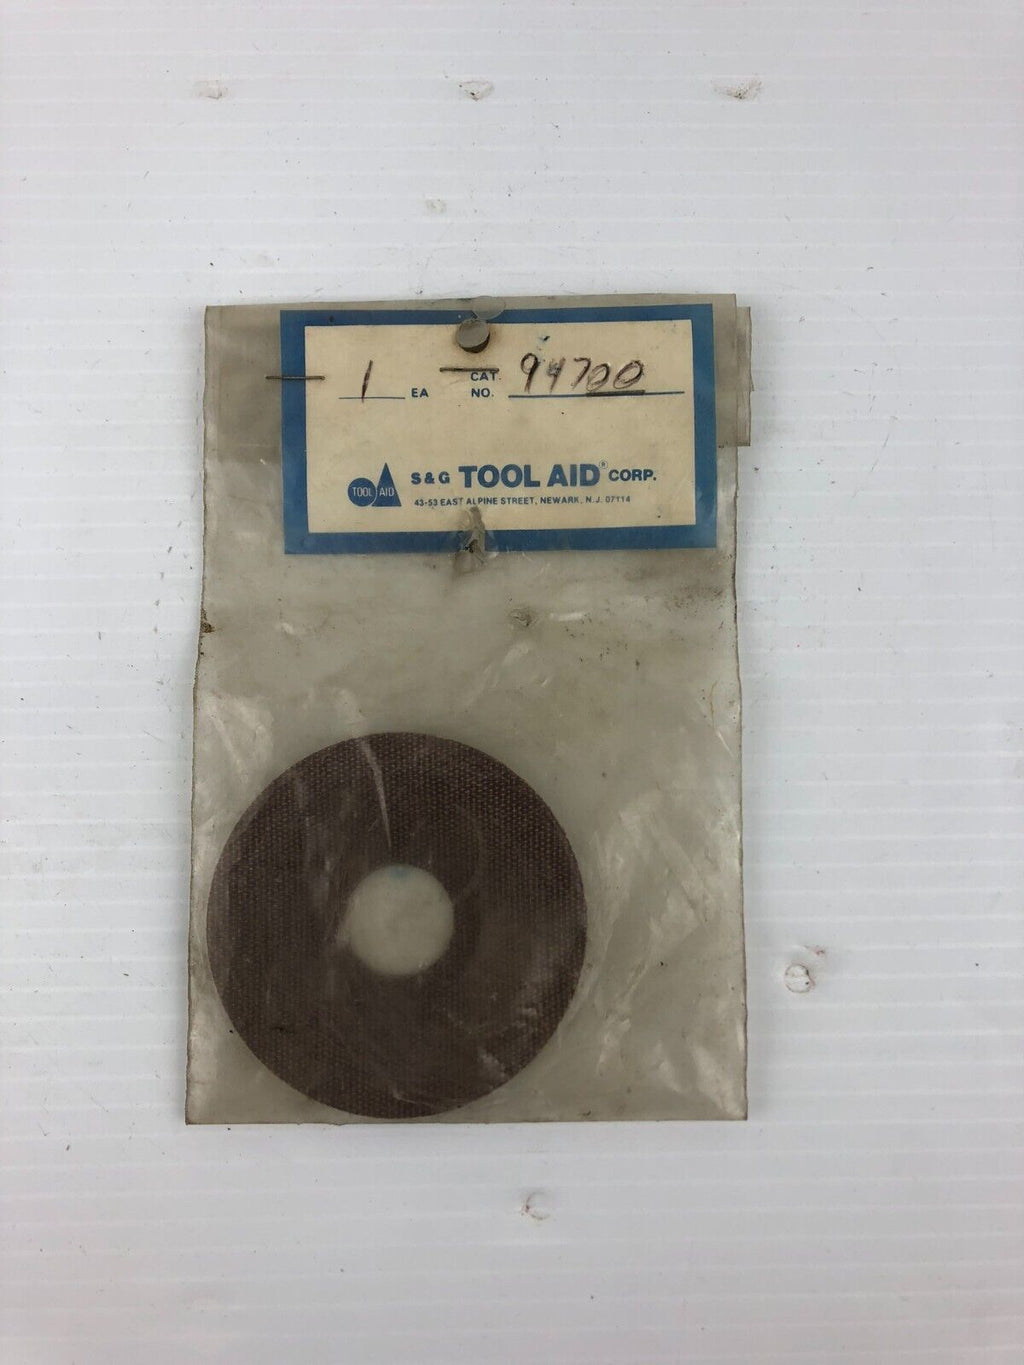 1 EA CAT. NO. 94700
TOOL AID S & G TOOL AID® CORP.
43-53 EAST ALPINE STREET, NEWARK, N.J. 07114